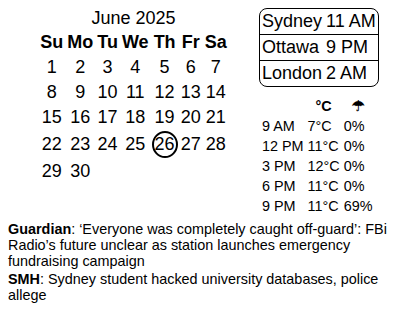 June 2025
Su Mo Tu We Th Fr Sa
1 2 3 4 5 6 7
8 9 10 11 12 13 14
15 16 17 18 19 20 21
22 23 24 25 26 27 28
29 30
Sydney 11 AM
Ottawa 9 PM
London 2 AM
°C ☂
9 AM 7°C 0%
12 PM 11°C 0%
3 PM 12°C 0%
6 PM 11°C 0%
9 PM 11°C 69%
Guardian: ‘Everyone was completely caught off-guard’: FBi
Radio’s future unclear as station launches emergency
fundraising campaign
SMH: Sydney student hacked university databases, police
allege